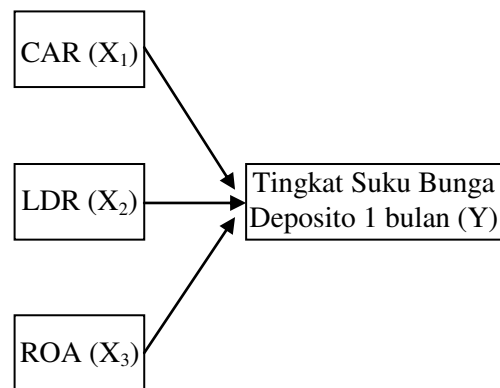 CAR (X₁)
LDR (X₂)
Tingkat Suku Bunga
Deposito 1 bulan (Y)
ROA (X₃)